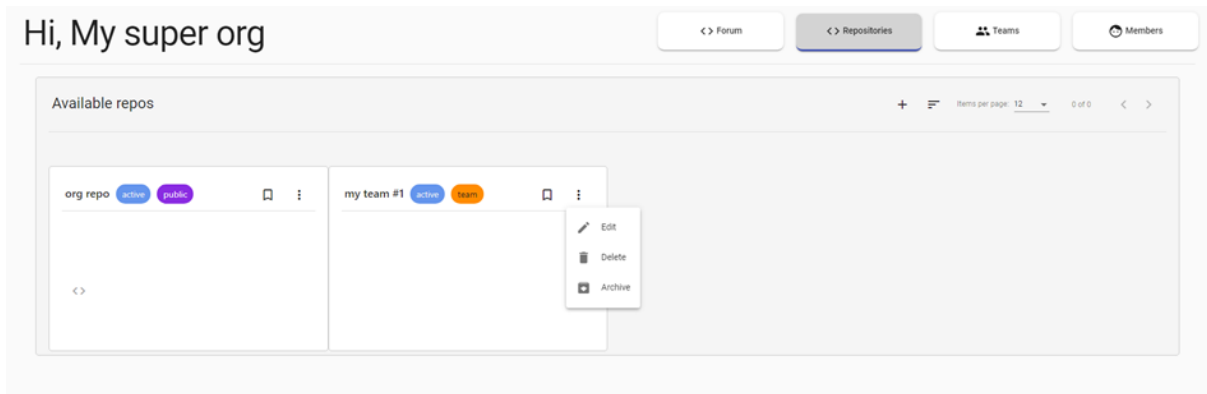 Hi, My super org
<> Forum
<> Repositories
Teams
Members
Available repos
+
Items per page: 12
0 of 0
< >
org repo active public
my team #1 active team
Edit
Delete
Archive
<>